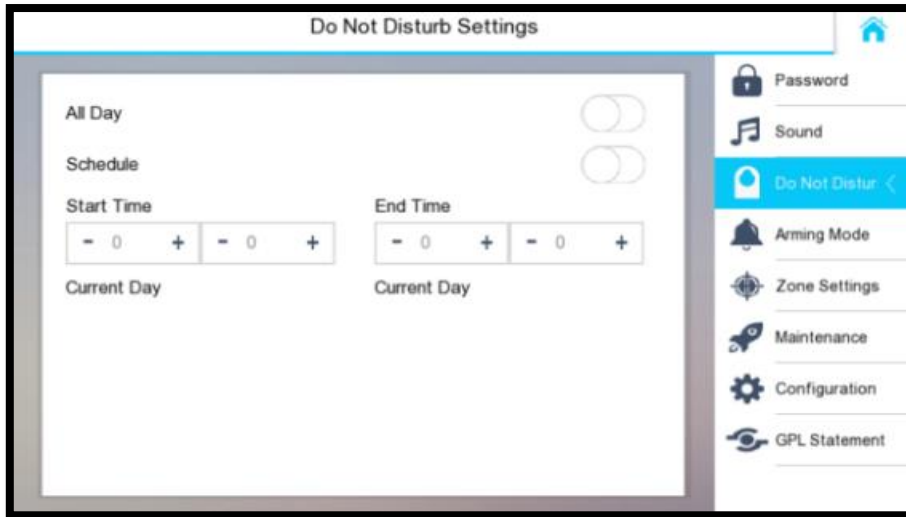 Do Not Disturb Settings
All Day
Schedule
Start Time
End Time
- 0 + - 0 +
- 0 + - 0 +
Current Day
Current Day
Password
Sound
Do Not Distur <
Arming Mode
Zone Settings
Maintenance
Configuration
GPL Statement